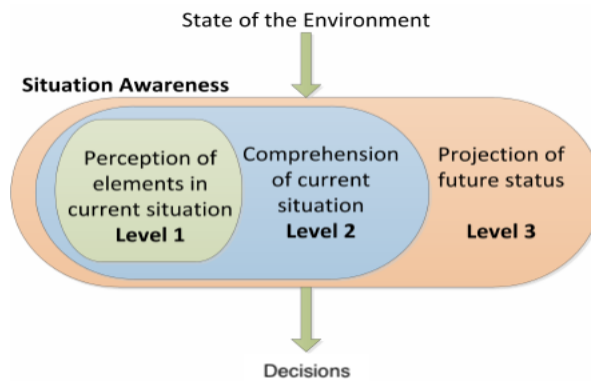 State of the Environment
Situation Awareness
Perception of
elements in
current situation
Level 1
Comprehension
of current
situation
Level 2
Projection of
future status
Level 3
Decisions